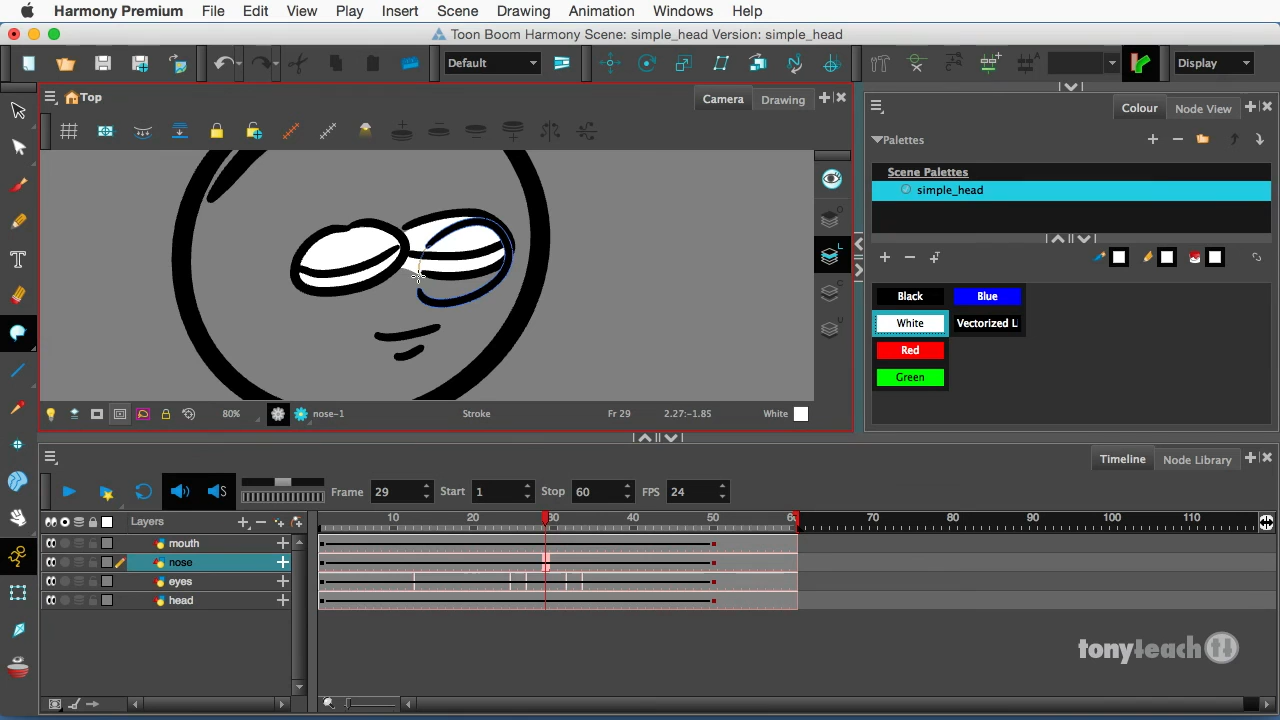 Harmony Premium File Edit View Play Insert Scene Drawing Animation Windows Help
Toon Boom Harmony Scene: simple_head Version: simple_head
Default Display
Top Camera Drawing Colour Node View
Palettes
Scene Palettes
simple_head
Black Blue
White Vectorized L
Red
Green
80% nose-1 Stroke Fr 29 2.27:-1.85 White
Timeline Node Library
Frame 29 Start 1 Stop 60 FPS 24
Layers 10 20 30 40 50 70 80 90 100 110
mouth
nose
eyes
head
tonyteach tt